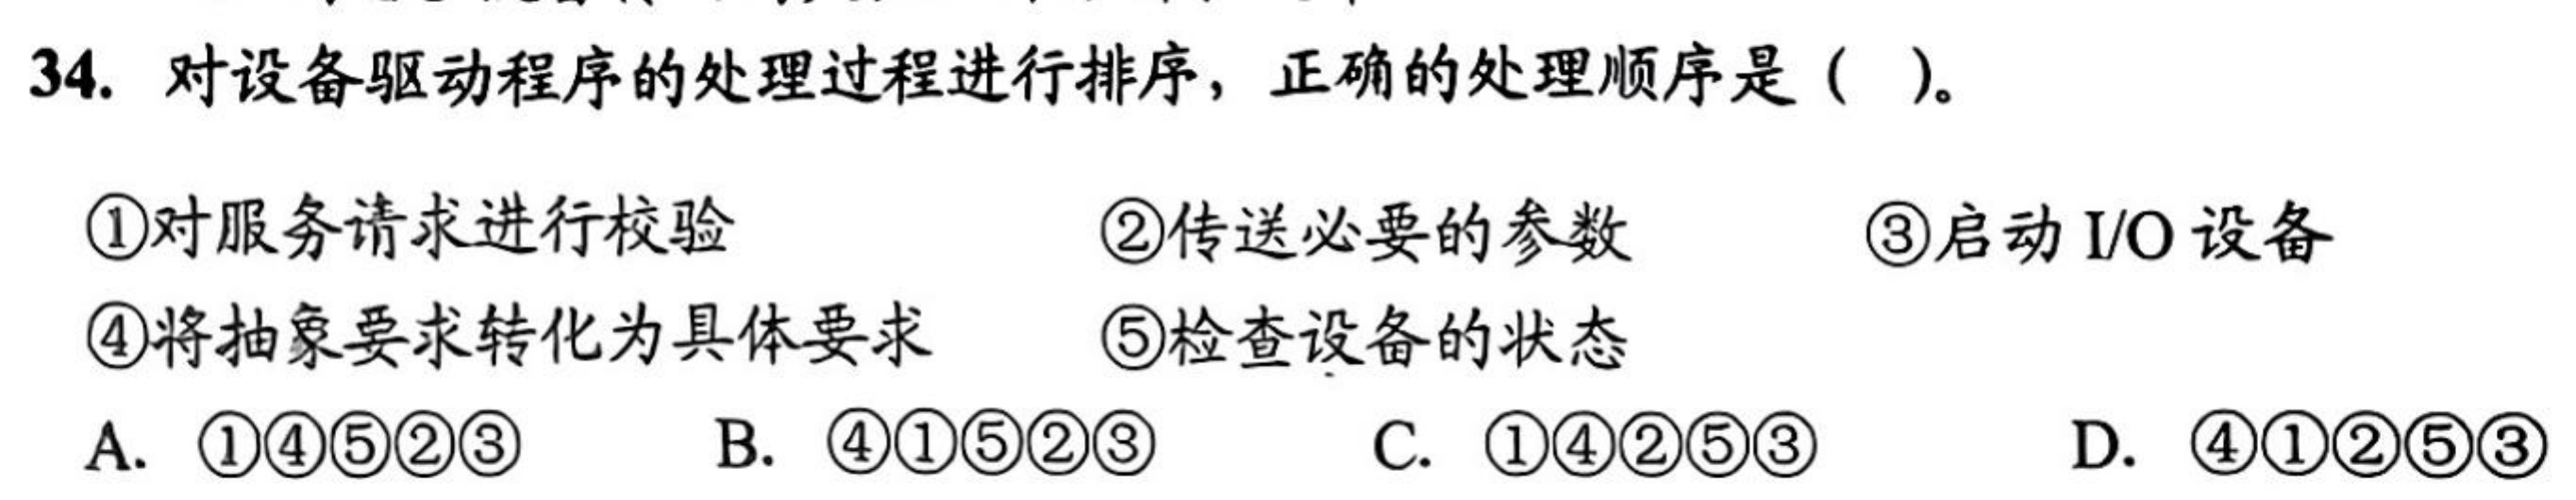 34. 对设备驱动程序的处理过程进行排序，正确的处理顺序是（ ）。
①对服务请求进行校验 ②传送必要的参数 ③启动 I/O 设备
④将抽象要求转化为具体要求 ⑤检查设备的状态
A. ①④⑤②③ B. ④①⑤②③ C. ①④②⑤③ D. ④①②⑤③